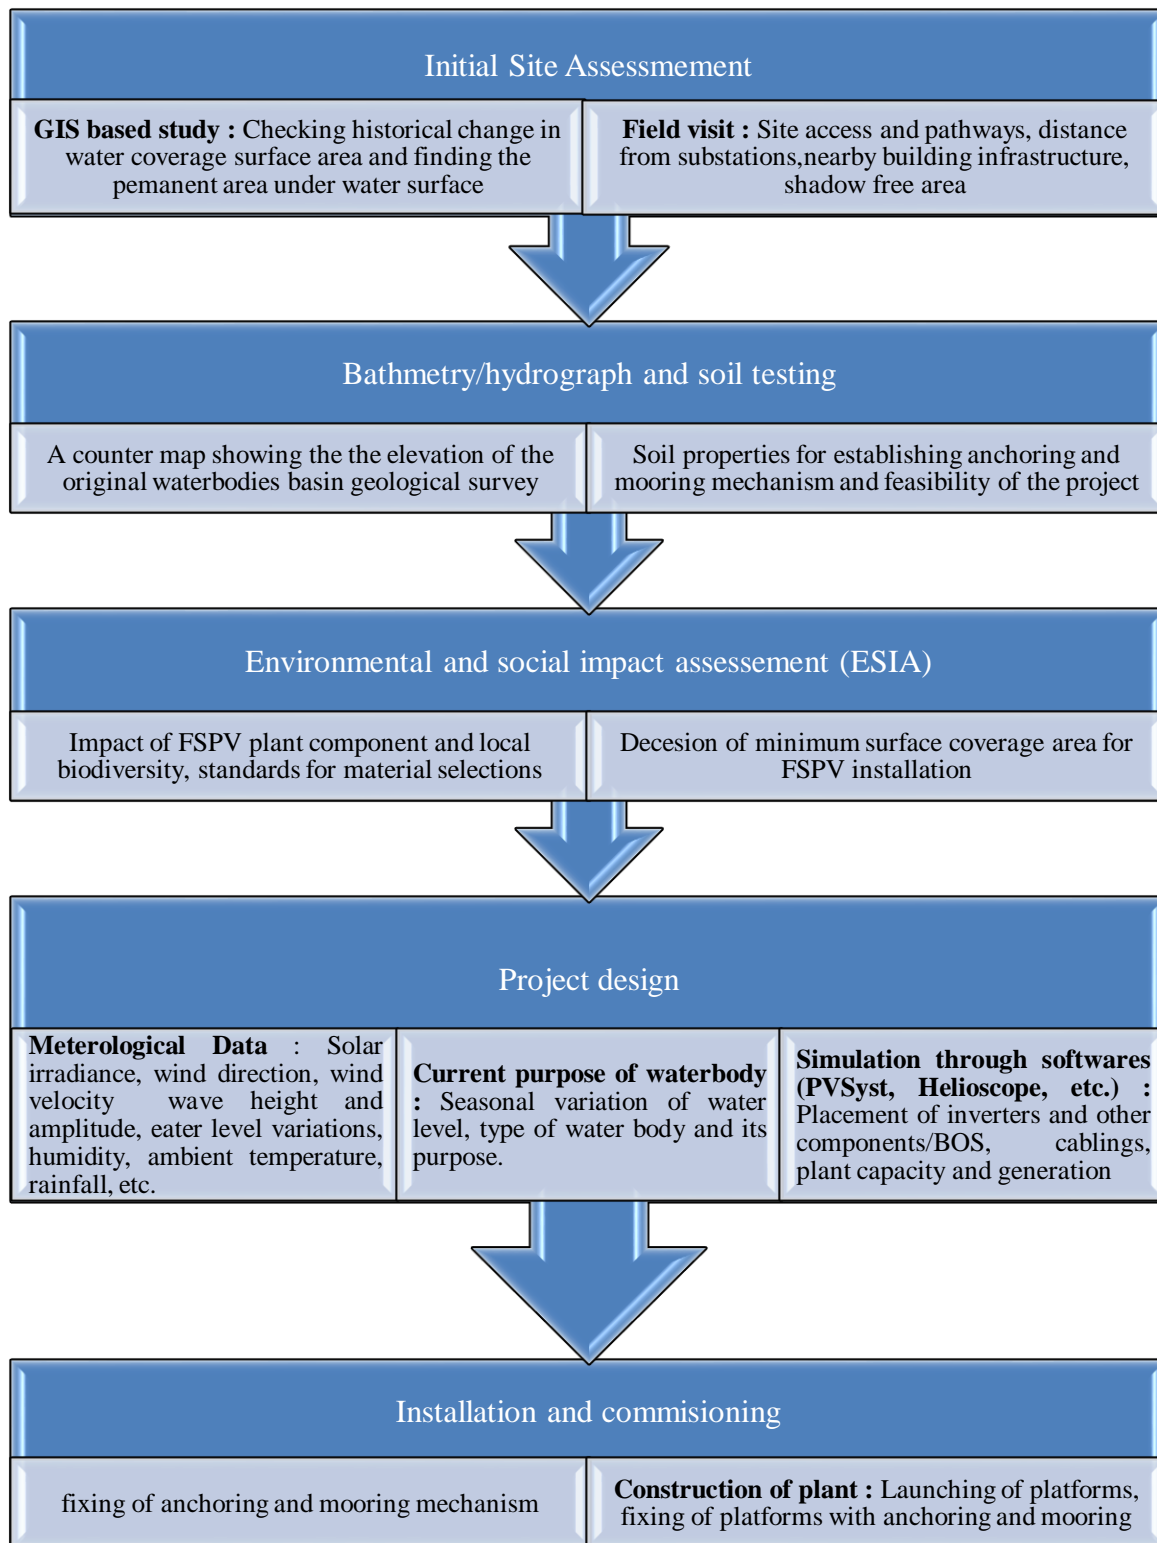 Initial Site Assessmement
GIS based study : Checking historical change in
water coverage surface area and finding the
pemanent area under water surface
Field visit : Site access and pathways, distance
from substations,nearby building infrastructure,
shadow free area
Bathmetry/hydrograph and soil testing
A counter map showing the the elevation of the
original waterbodies basin geological survey
Soil properties for establishing anchoring and
mooring mechanism and feasibility of the project
Environmental and social impact assessement (ESIA)
Impact of FSPV plant component and local
biodiversity, standards for material selections
Decesion of minimum surface coverage area for
FSPV installation
Project design
Meterological Data : Solar
irradiance, wind direction, wind
velocity wave height and
amplitude, eater level variations,
humidity, ambient temperature,
rainfall, etc.
Current purpose of waterbody
: Seasonal variation of water
level, type of water body and its
purpose.
Simulation through softwares
(PVSyst, Helioscope, etc.) :
Placement of inverters and other
components/BOS, cablings,
plant capacity and generation
Installation and commisioning
fixing of anchoring and mooring mechanism
Construction of plant : Launching of platforms,
fixing of platforms with anchoring and mooring